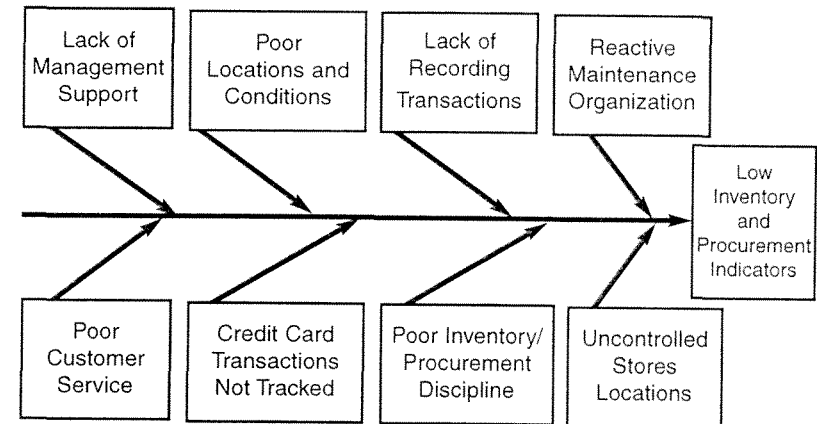 Lack of
Management
Support
Poor
Locations and
Conditions
Lack of
Recording
Transactions
Reactive
Maintenance
Organization
Low
Inventory
and
Procurement
Indicators
Poor
Customer
Service
Credit Card
Transactions
Not Tracked
Poor Inventory/
Procurement
Discipline
Uncontrolled
Stores
Locations